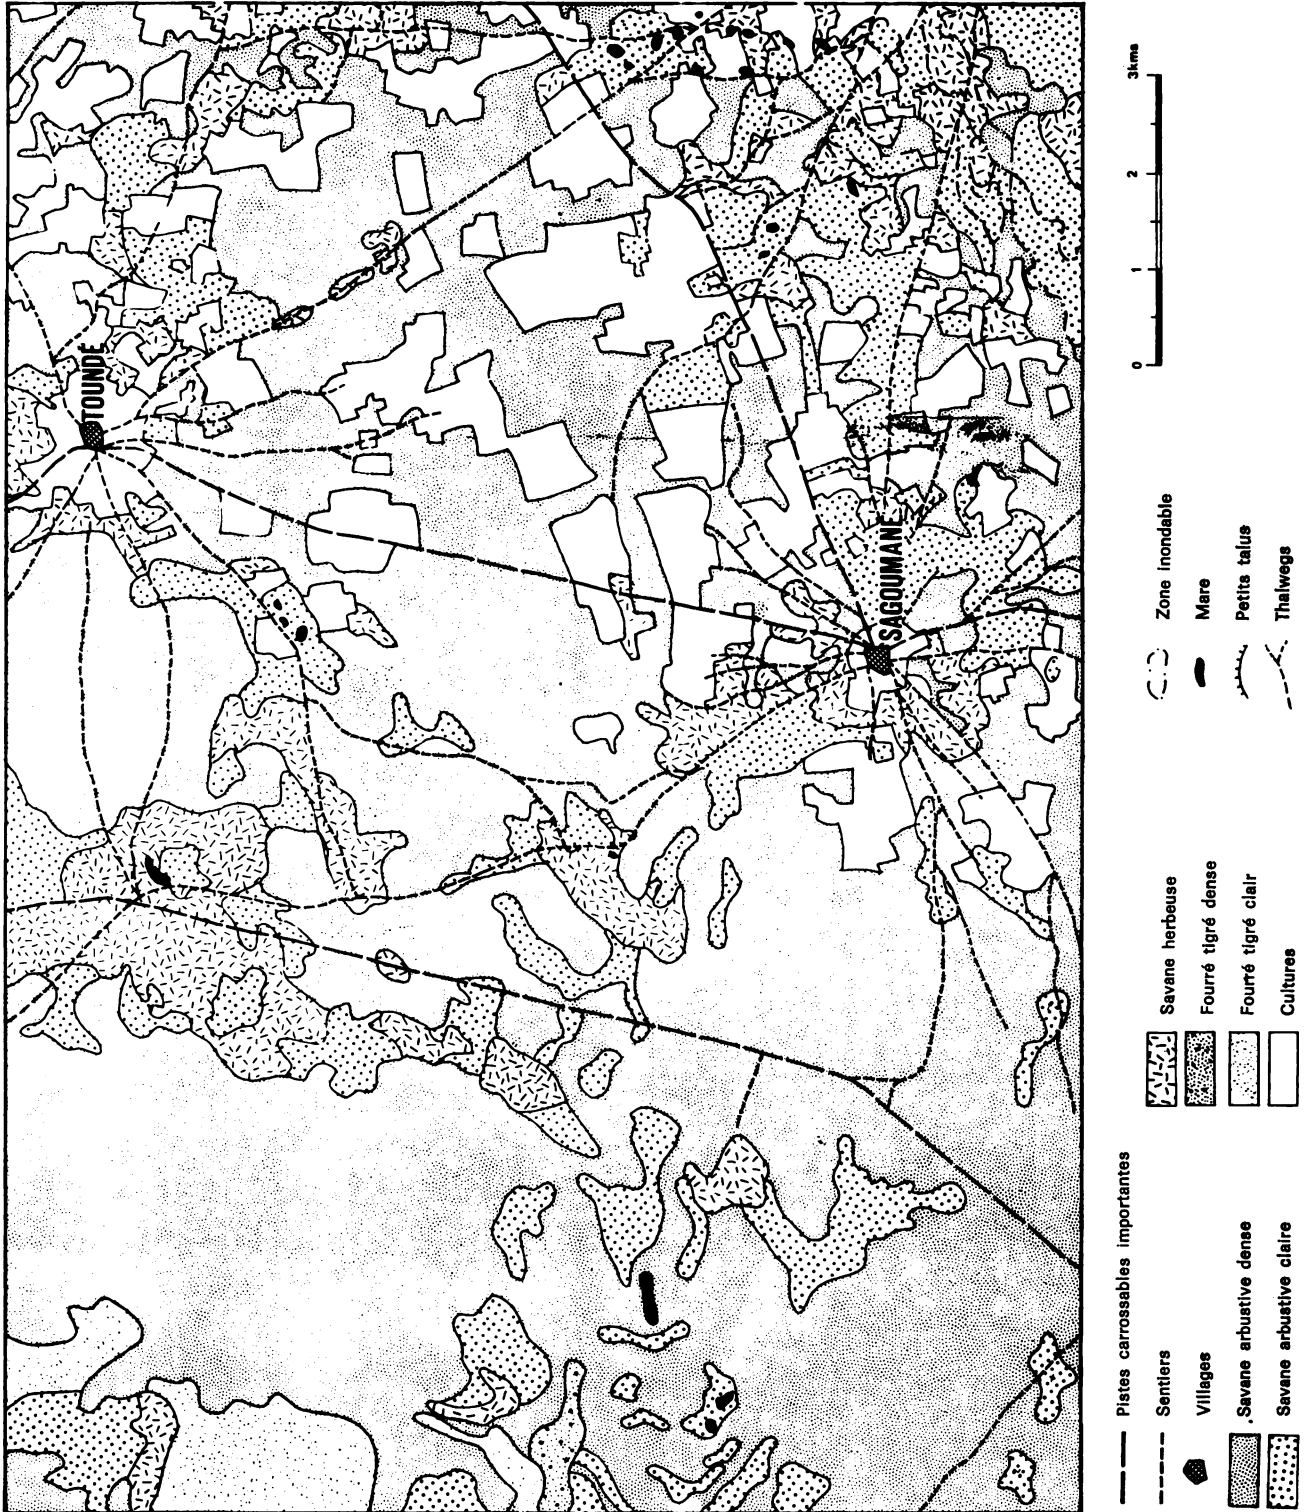 TOUNDE
SAGOUMANE
0 1 2 3kms
Pistes carrossables importantes
Sentiers
Villages
Savane arbustive dense
Savane arbustive claire
Savane herbeuse
Fourré tigré dense
Fourré tigré clair
Cultures
Zone inondable
Mare
Petits talus
Thalwegs